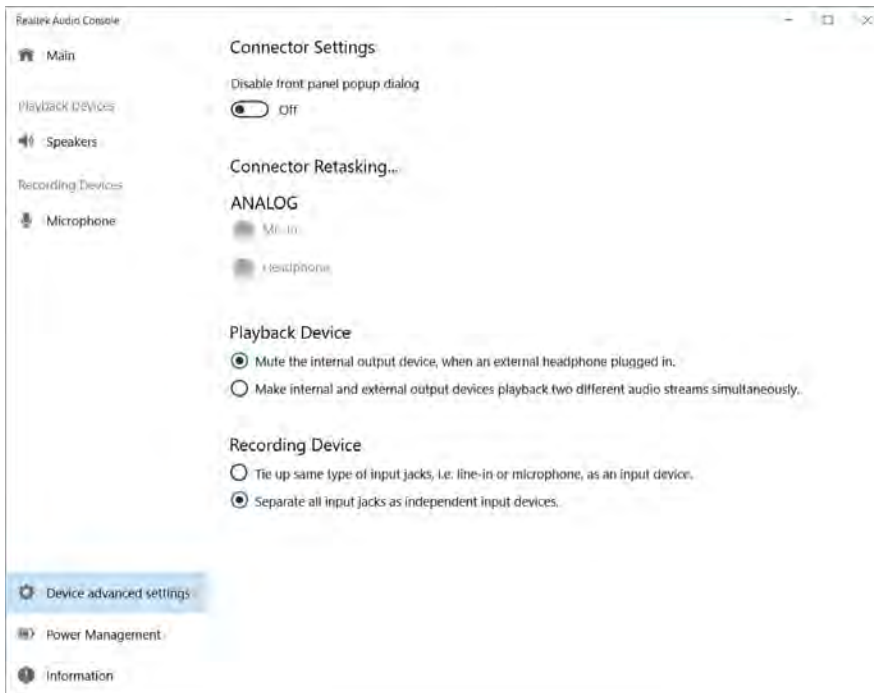 Realtek Audio Console
Main
Playback Devices
Speakers
Recording Devices
Microphone
Device advanced settings
Power Management
Information
Connector Settings
Disable front panel popup dialog
Off
Connector Retasking...
ANALOG
Mic in
Headphone
Playback Device
Mute the internal output device, when an external headphone plugged in.
Make internal and external output devices playback two different audio streams simultaneously.
Recording Device
Tie up same type of input jacks, i.e. line-in or microphone, as an input device.
Separate all input jacks as independent input devices.